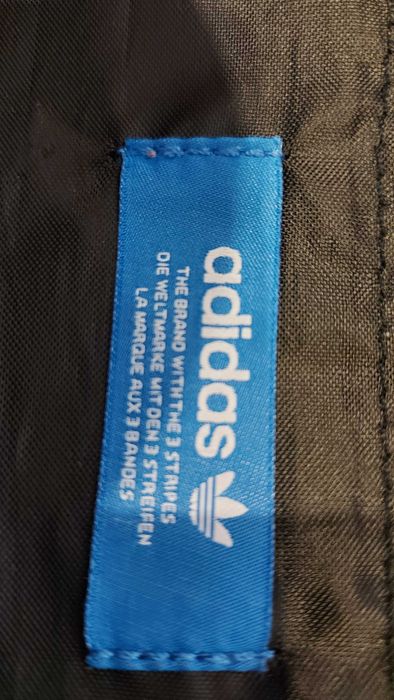 adidas
THE BRAND WITH THE 3 STRIPES
DIE WELTMARKE MIT DEN 3 STREIFEN
LA MARQUE AUX 3 BANDES